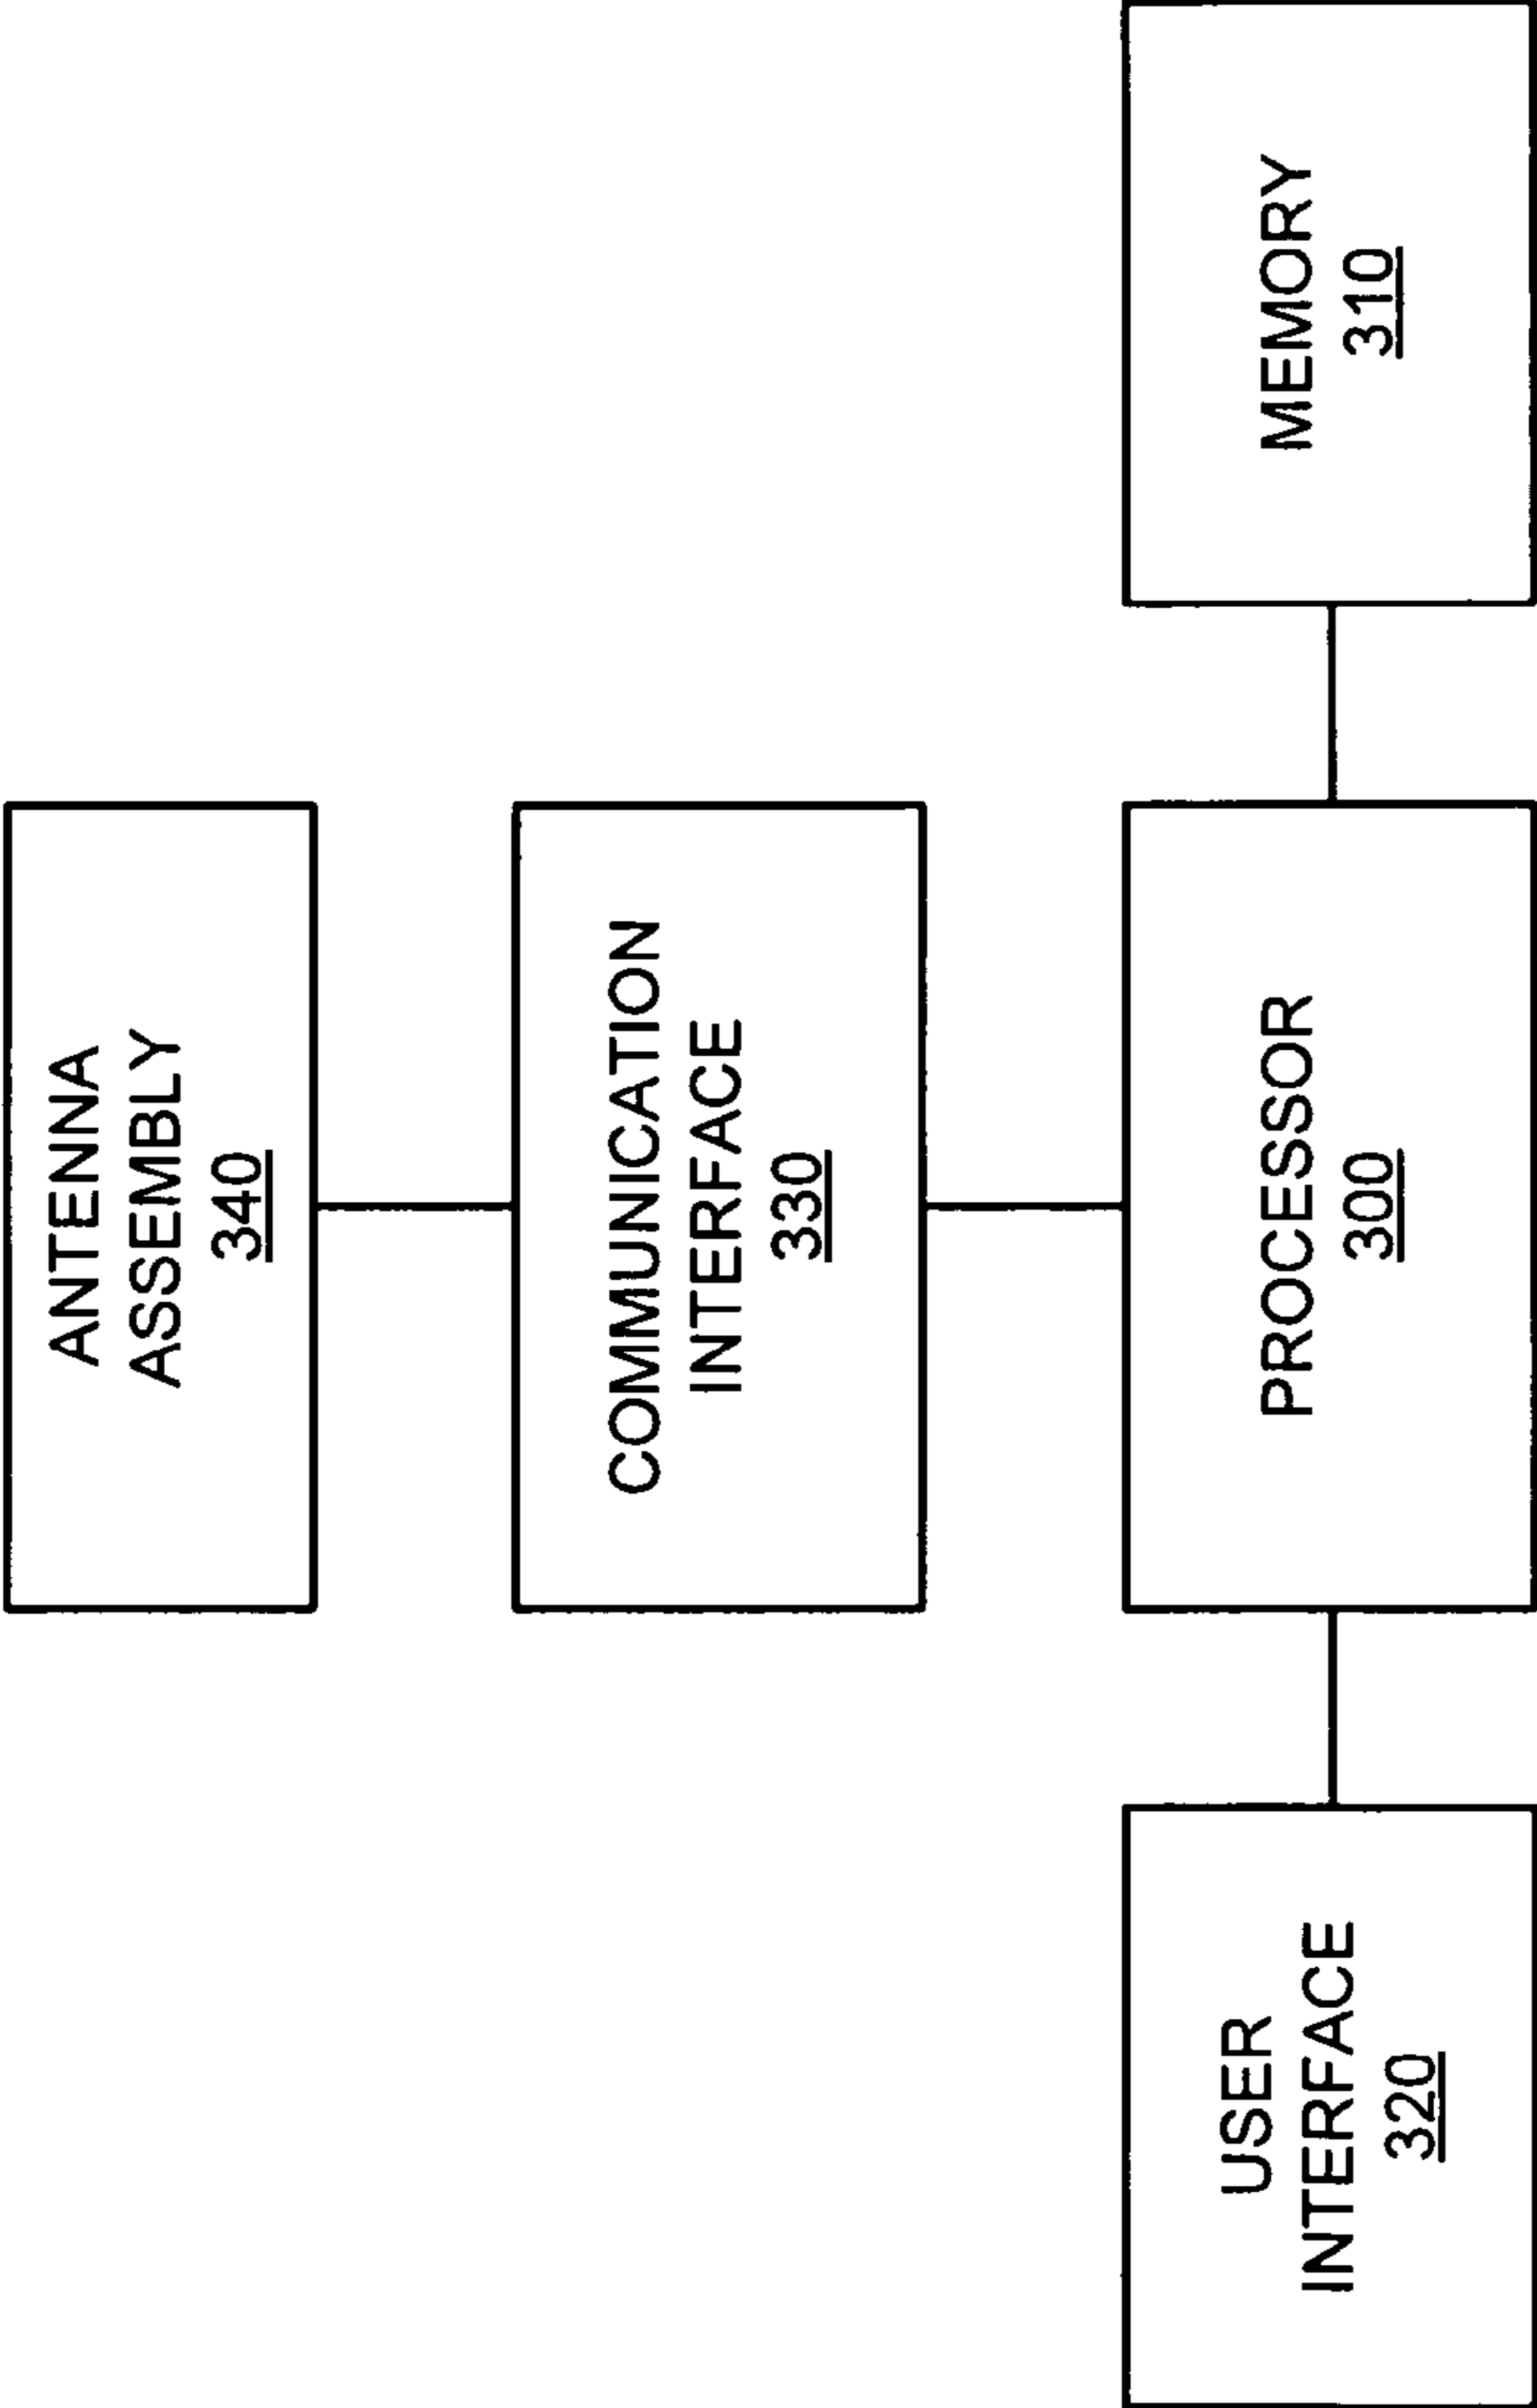 ANTENNA
ASSEMBLY
340
COMMUNICATION
INTERFACE
330
USER
INTERFACE
320
PROCESSOR
300
MEMORY
310